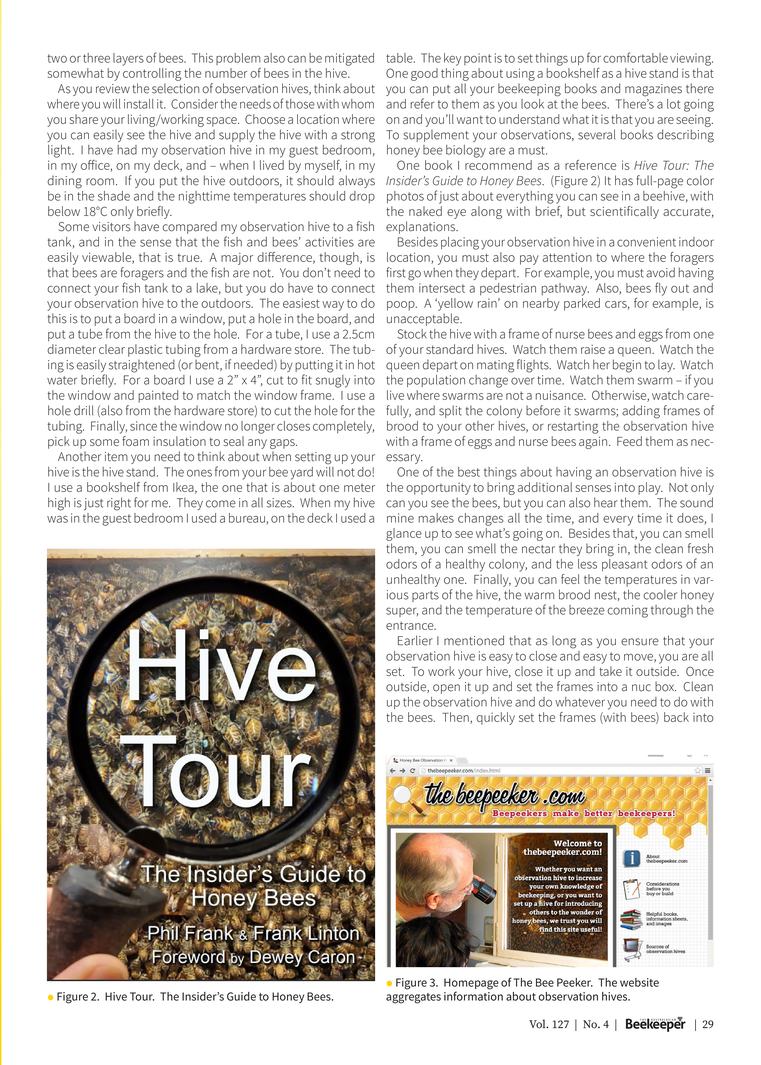 two or three layers of bees.  This problem also can be mitigated
somewhat by controlling the number of bees in the hive.
As you review the selection of observation hives, think about
where you will install it.  Consider the needs of those with whom
you share your living/working space.  Choose a location where
you can easily see the hive and supply the hive with a strong
light.  I have had my observation hive in my guest bedroom,
in my office, on my deck, and – when I lived by myself, in my
dining room.  If you put the hive outdoors, it should always
be in the shade and the nighttime temperatures should drop
below 18°C only briefly.
Some visitors have compared my observation hive to a fish
tank, and in the sense that the fish and bees’ activities are
easily viewable, that is true.  A major difference, though, is
that bees are foragers and the fish are not.  You don’t need to
connect your fish tank to a lake, but you do have to connect
your observation hive to the outdoors.  The easiest way to do
this is to put a board in a window, put a hole in the board, and
put a tube from the hive to the hole.  For a tube, I use a 2.5cm
diameter clear plastic tubing from a hardware store.  The tub-
ing is easily straightened (or bent, if needed) by putting it in hot
water briefly.  For a board I use a 2” x 4”, cut to fit snugly into
the window and painted to match the window frame.  I use a
hole drill (also from the hardware store) to cut the hole for the
tubing.  Finally, since the window no longer closes completely,
pick up some foam insulation to seal any gaps.
Another item you need to think about when setting up your
hive is the hive stand.  The ones from your bee yard will not do!
I use a bookshelf from Ikea, the one that is about one meter
high is just right for me.  They come in all sizes.  When my hive
was in the guest bedroom I used a bureau, on the deck I used a
Hive
Tour
The Insider’s Guide to
Honey Bees
Phil Frank & Frank Linton
Foreword by Dewey Caron
Figure 2.  Hive Tour.  The Insider’s Guide to Honey Bees.
table.  The key point is to set things up for comfortable viewing.
One good thing about using a bookshelf as a hive stand is that
you can put all your beekeeping books and magazines there
and refer to them as you look at the bees.  There’s a lot going
on and you’ll want to understand what it is that you are seeing.
To supplement your observations, several books describing
honey bee biology are a must.
One book I recommend as a reference is Hive Tour: The
Insider’s Guide to Honey Bees.  (Figure 2) It has full-page color
photos of just about everything you can see in a beehive, with
the naked eye along with brief, but scientifically accurate,
explanations.
Besides placing your observation hive in a convenient indoor
location, you must also pay attention to where the foragers
first go when they depart.  For example, you must avoid having
them intersect a pedestrian pathway.  Also, bees fly out and
poop.  A ‘yellow rain’ on nearby parked cars, for example, is
unacceptable.
Stock the hive with a frame of nurse bees and eggs from one
of your standard hives.  Watch them raise a queen.  Watch the
queen depart on mating flights.  Watch her begin to lay.  Watch
the population change over time.  Watch them swarm – if you
live where swarms are not a nuisance.  Otherwise, watch care-
fully, and split the colony before it swarms; adding frames of
brood to your other hives, or restarting the observation hive
with a frame of eggs and nurse bees again.  Feed them as nec-
essary.
One of the best things about having an observation hive is
the opportunity to bring additional senses into play.  Not only
can you see the bees, but you can also hear them.  The sound
mine makes changes all the time, and every time it does, I
glance up to see what’s going on.  Besides that, you can smell
them, you can smell the nectar they bring in, the clean fresh
odors of a healthy colony, and the less pleasant odors of an
unhealthy one.  Finally, you can feel the temperatures in var-
ious parts of the hive, the warm brood nest, the cooler honey
super, and the temperature of the breeze coming through the
entrance.
Earlier I mentioned that as long as you ensure that your
observation hive is easy to close and easy to move, you are all
set.  To work your hive, close it up and take it outside.  Once
outside, open it up and set the frames into a nuc box.  Clean
up the observation hive and do whatever you need to do with
the bees.  Then, quickly set the frames (with bees) back into
Honey Bee Observation H
thebeepeeker.com/index.html
the beepeeker .com
Beepeekers make better beekeepers!
Welcome to
thebeepeeker.com!
Whether you want an
observation hive to increase
your own knowledge of
beekeeping, or you want to
set up a hive for introducing
others to the wonder of
honey bees, we trust you will
find this site useful!
About
thebeepeeker.com
Considerations
before you
buy or build
Helpful books,
information sheets,
and images
Sources of
observation hives
Figure 3.  Homepage of The Bee Peeker.  The website
aggregates information about observation hives.
Vol. 127 | No. 4 | Beekeeper | 29